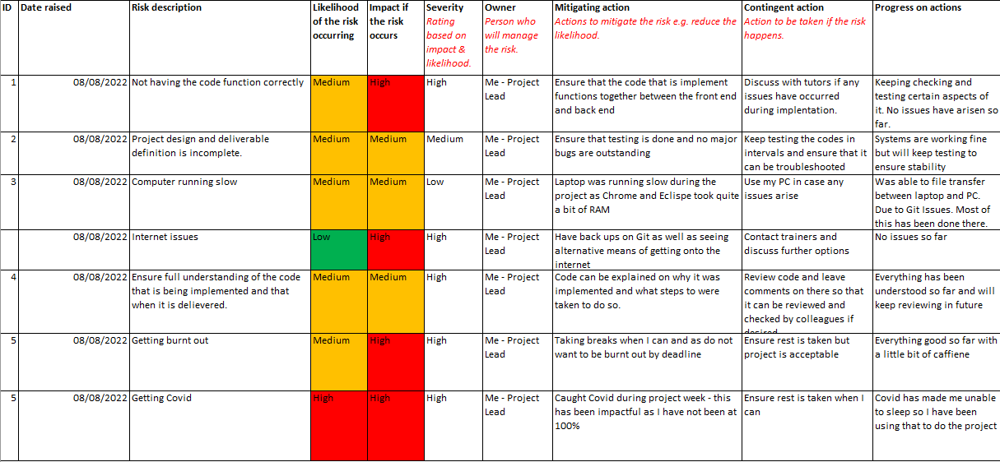 ID Date raised Risk description Likelihood of the risk occurring Impact if the risk occurs Severity Rating based on impact & likelihood. Owner Person who will manage the risk. Mitigating action Actions to mitigate the risk e.g. reduce the likelihood. Contingent action Action to be taken if the risk happens. Progress on actions
1 08/08/2022 Not having the code function correctly Medium High High Me - Project Lead Ensure that the code that is implement functions together between the front end and back end Discuss with tutors if any issues have occurred during implentation. Keeping checking and testing certain aspects of it. No issues have arisen so far.
2 08/08/2022 Project design and deliverable definition is incomplete. Medium Medium Medium Me - Project Lead Ensure that testing is done and no major bugs are outstanding Keep testing the codes in intervals and ensure that it can be troubleshooted Systems are working fine but will keep testing to ensure stability
3 08/08/2022 Computer running slow Medium Medium Low Me - Project Lead Laptop was running slow during the project as Chrome and Eclispe took quite a bit of RAM Use my PC in case any issues arise Was able to file transfer between laptop and PC. Due to Git Issues. Most of this has been done there.
08/08/2022 Internet issues Low High High Me - Project Lead Have back ups on Git as well as seeing alternative means of getting onto the internet Contact trainers and discuss further options No issues so far
4 08/08/2022 Ensure full understanding of the code that is being implemented and that when it is delievered. Medium Medium High Me - Project Lead Code can be explained on why it was implemented and what steps to were taken to do so. Review code and leave comments on there so that it can be reviewed and checked by colleagues if desired Everything has been understood so far and will keep reviewing in future
5 08/08/2022 Getting burnt out Medium High High Me - Project Lead Taking breaks when I can and as do not want to be burnt out by deadline Ensure rest is taken but project is acceptable Everything good so far with a little bit of caffiene
5 08/08/2022 Getting Covid High High High Me - Project Lead Caught Covid during project week - this has been impactful as I have not been at 100% Ensure rest is taken when I can Covid has made me unable to sleep so I have been using that to do the project